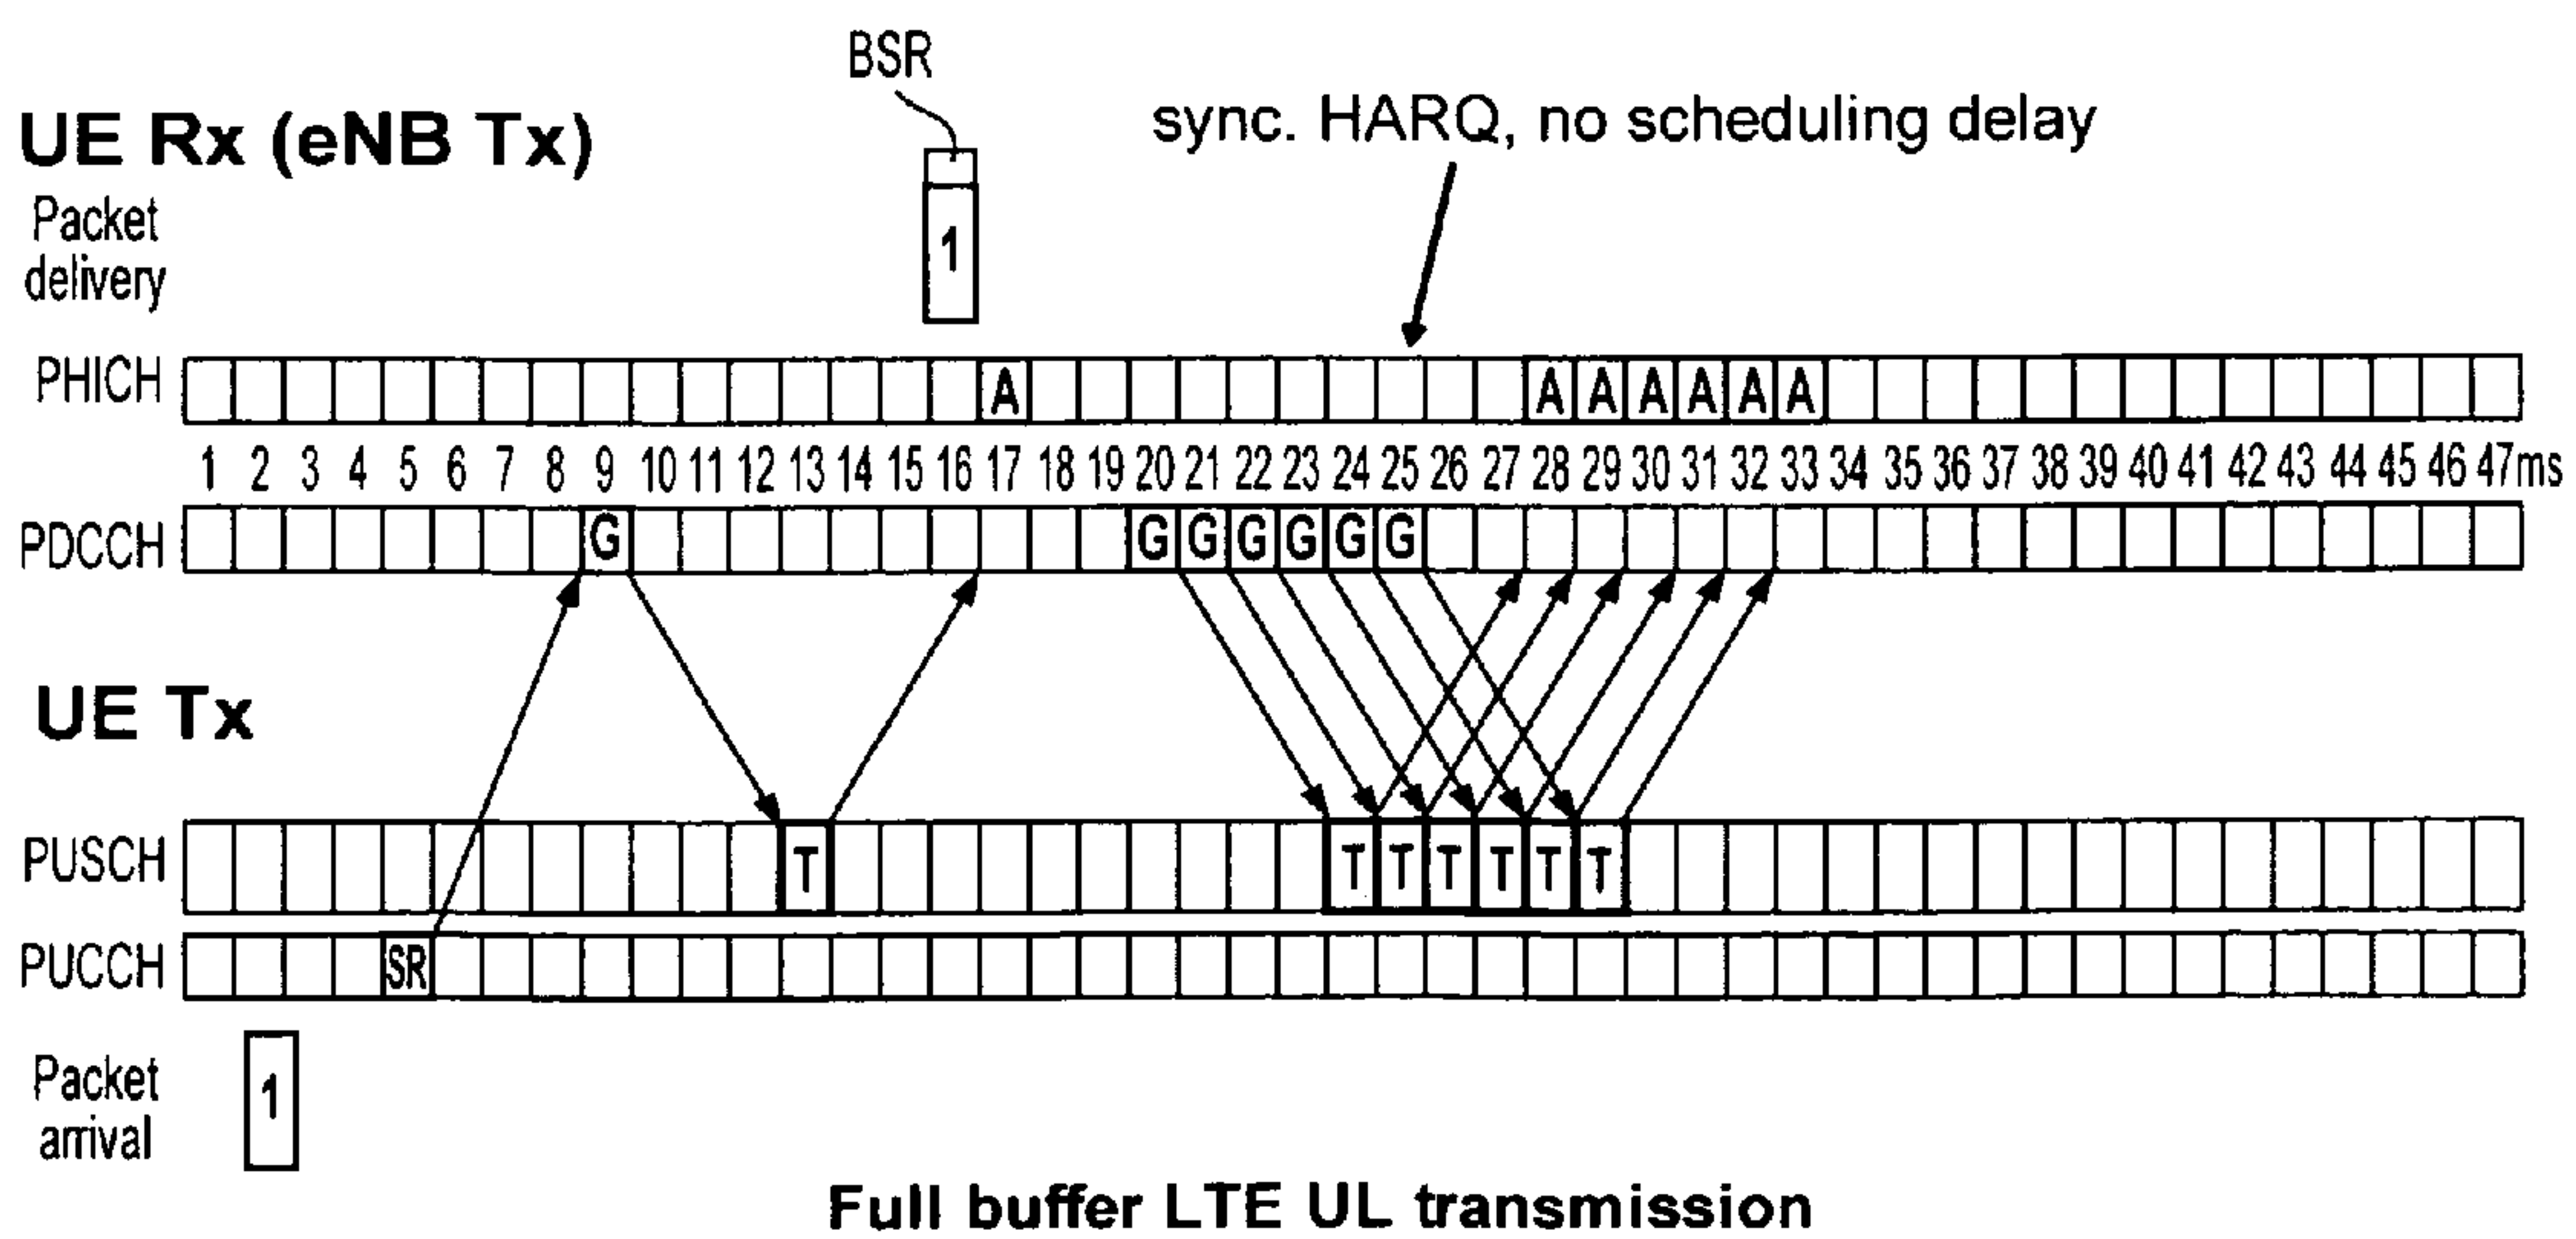 BSR
UE Rx (eNB Tx)
sync. HARQ, no scheduling delay
Packet
delivery
1
PHICH
A A A A A A A
1 2 3 4 5 6 7 8 9 10 11 12 13 14 15 16 17 18 19 20 21 22 23 24 25 26 27 28 29 30 31 32 33 34 35 36 37 38 39 40 41 42 43 44 45 46 47ms
PDCCH
G G G G G G G
UE Tx
PUSCH
T T T T T T T
PUCCH
SR
Packet
arrival
1
Full buffer LTE UL transmission